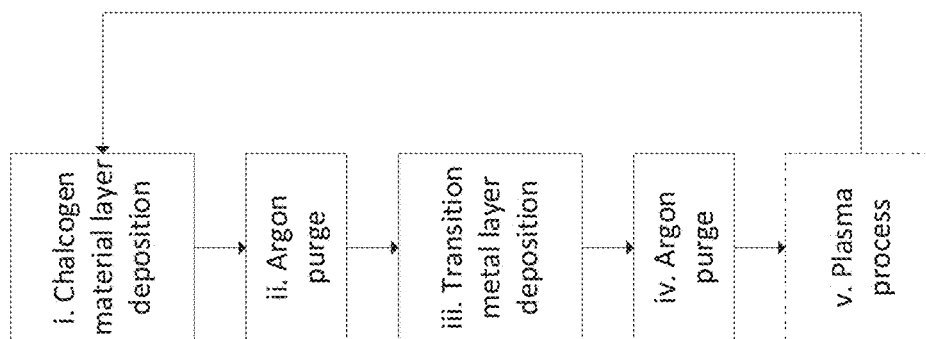 i. Chalcogen
material layer
deposition
ii. Argon
purge
iii. Transition
metal layer
deposition
iv. Argon
purge
v. Plasma
process